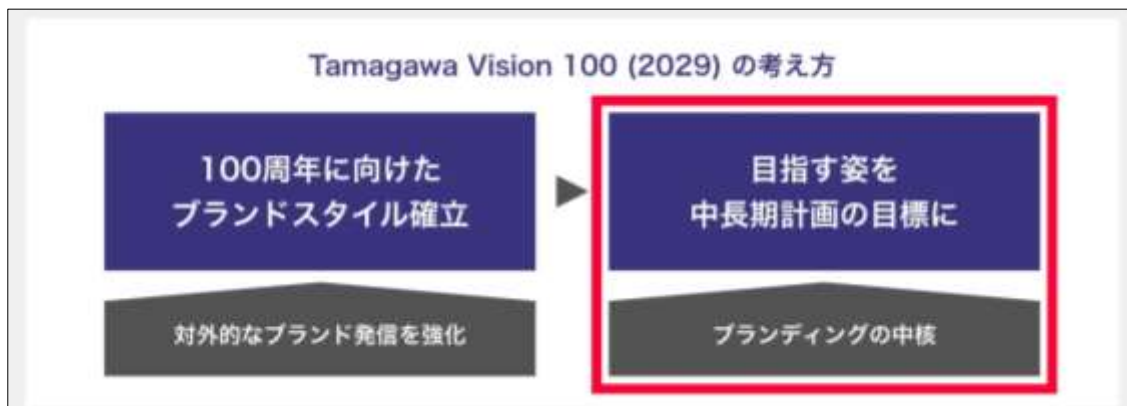 Tamagawa Vision 100 (2029) の考え方
100周年に向けた
ブランドスタイル確立
対外的なブランド発信を強化
目指す姿を
中長期計画の目標に
ブランディングの中核